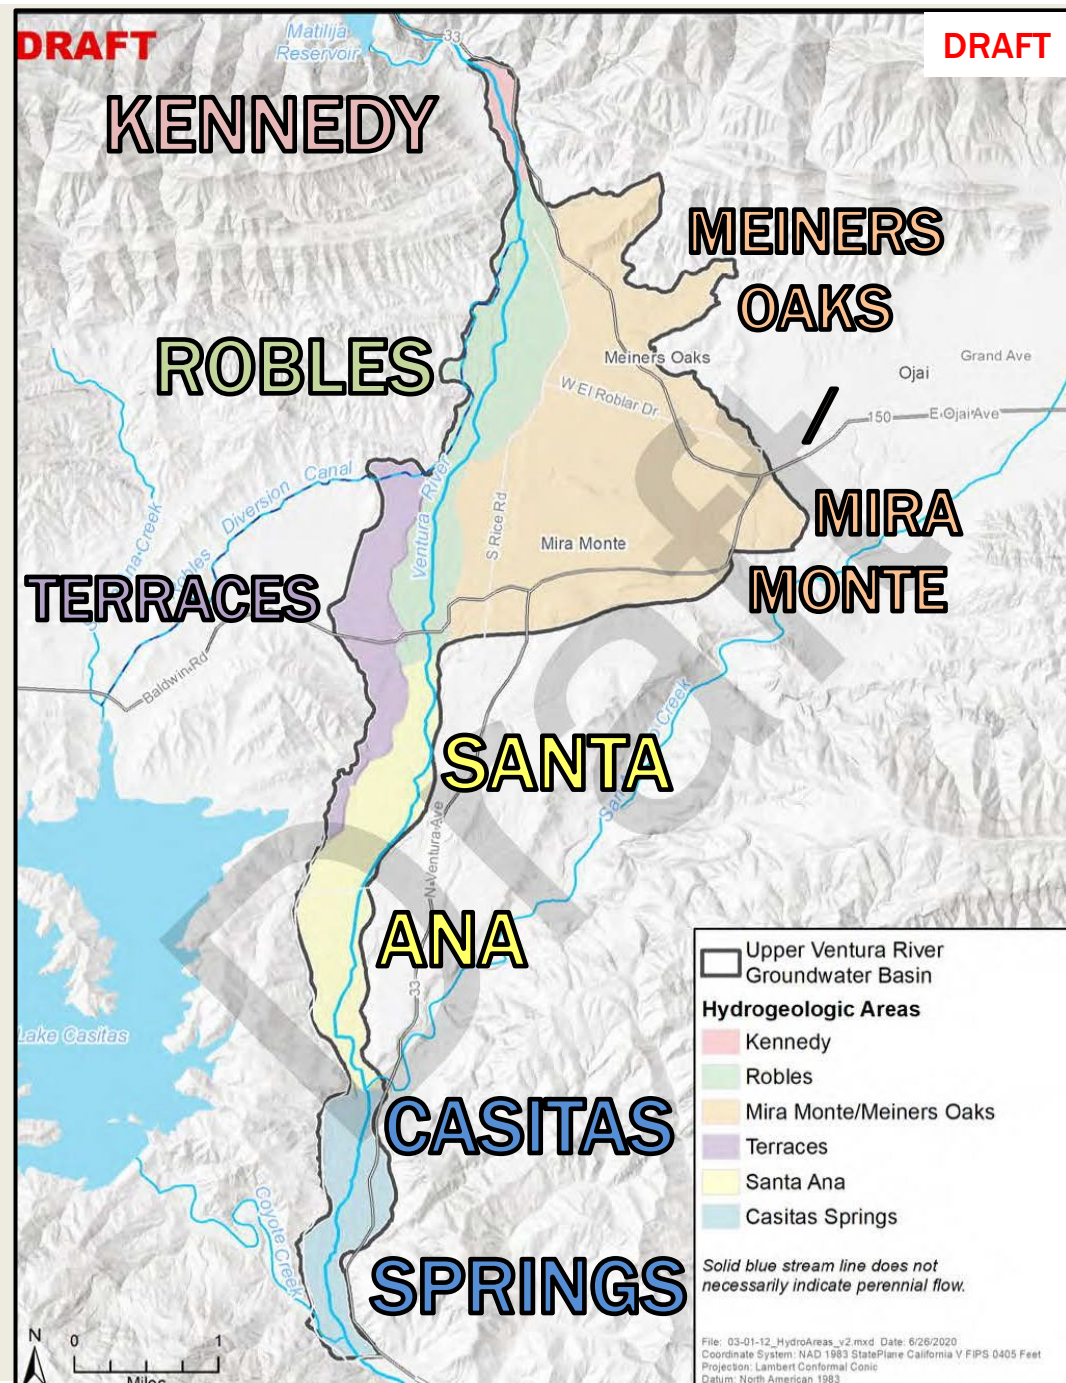 DRAFT
DRAFT
Matilija
Reservoir
33
KENNEDY
MEINERS
OAKS
/
MIRA
MONTE
ROBLES
Meiners Oaks
W El Roblar Dr
Grand Ave
Ojai
150
E Ojai Ave
Robles Diversion Canal
Ventura River
S Rice Rd
Mira Monte
TERRACES
Baldwin Rd
SANTA
ANA
Creek
N Ventura Ave
33
Lake Casitas
CASITAS
SPRINGS
Coyote Creek
Draft
Upper Ventura River
Groundwater Basin
Hydrogeologic Areas
Kennedy
Robles
Mira Monte/Meiners Oaks
Terraces
Santa Ana
Casitas Springs
Solid blue stream line does not
necessarily indicate perennial flow.
File: 03-01-12_HydroAreas_v2.mxd Date: 6/26/2020
Coordinate System: NAD 1983 StatePlane California V FIPS 0405 Feet
Projection: Lambert Conformal Conic
Datum: North American 1983
N
0 1
Miles